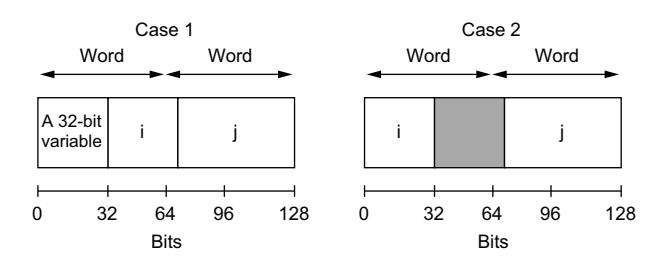 Case 1
Word Word
A 32-bit
variable
i
j
0 32 64 96 128
Bits
Case 2
Word Word
i
j
0 32 64 96 128
Bits